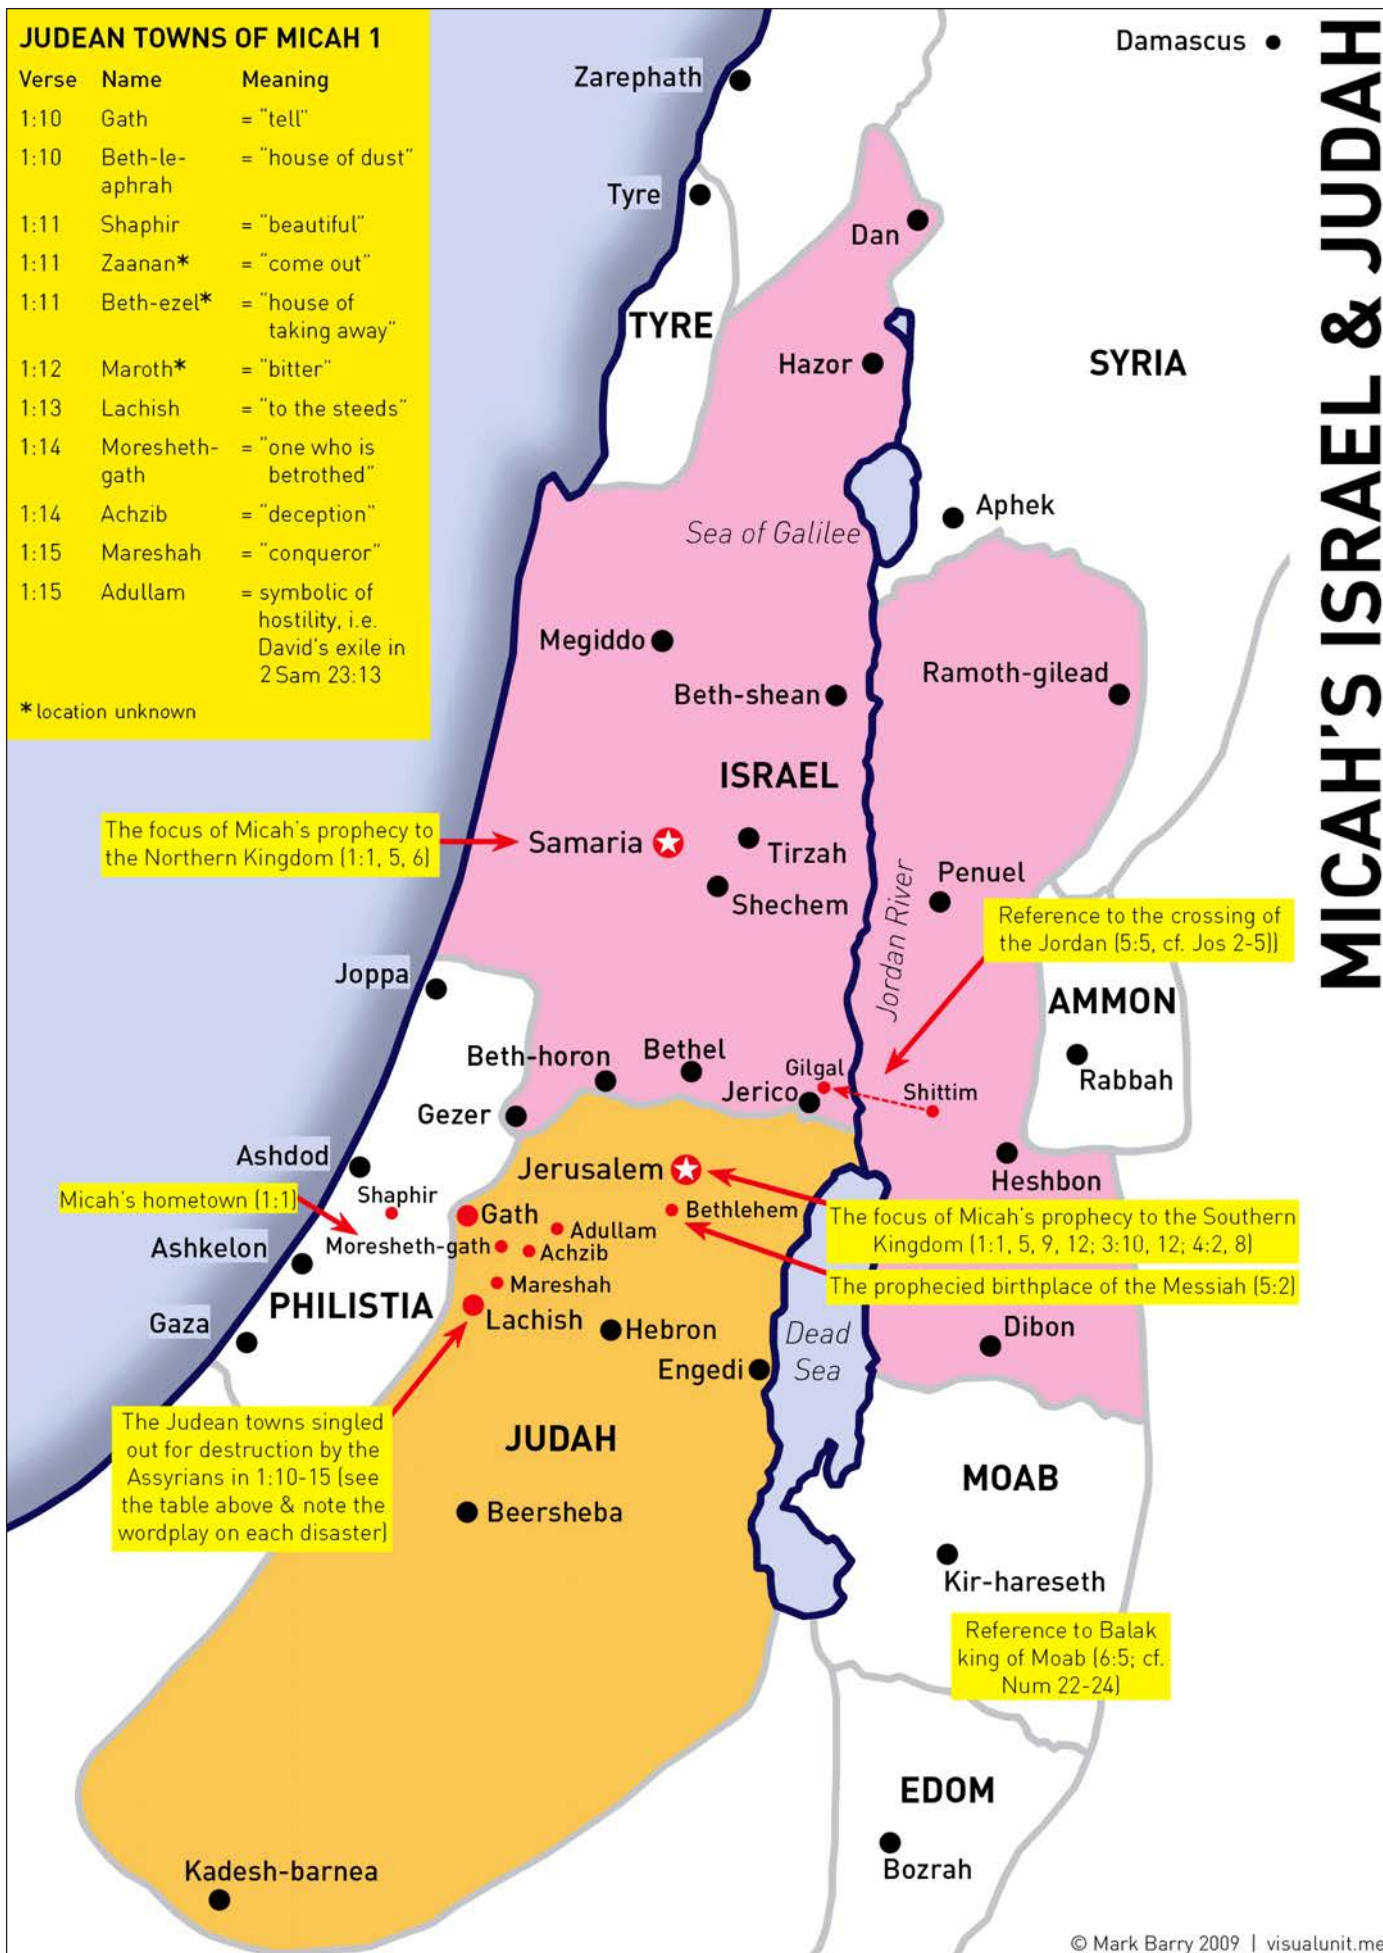 JUDEAN TOWNS OF MICAH 1
Verse Name Meaning
1:10 Gath = "tell"
1:10 Beth-le- = "house of dust"
aphrah
1:11 Shaphir = "beautiful"
1:11 Zaanan* = "come out"
1:11 Beth-ezel* = "house of
taking away"
1:12 Maroth* = "bitter"
1:13 Lachish = "to the steeds"
1:14 Moresheth- = "one who is
gath betrothed"
1:14 Achzib = "deception"
1:15 Mareshah = "conqueror"
1:15 Adullam = symbolic of
hostility, i.e.
David's exile in
2 Sam 23:13
* location unknown
MICAH'S ISRAEL & JUDAH
Damascus
Zarephath
Tyre
Dan
TYRE
Hazor
SYRIA
Aphek
Sea of Galilee
Megiddo
Ramoth-gilead
Beth-shean
ISRAEL
The focus of Micah's prophecy to
the Northern Kingdom (1:1, 5, 6)
Samaria
Tirzah
Shechem
Jordan River
Penuel
Reference to the crossing of
the Jordan (5:5, cf. Jos 2-5))
Joppa
AMMON
Rabbah
Beth-horon
Bethel
Gilgal
Jerico
Shittim
Gezer
Ashdod
Jerusalem
Heshbon
Micah's hometown (1:1)
Shaphir
Gath
Bethlehem
The focus of Micah's prophecy to the Southern
Kingdom (1:1, 5, 9, 12; 3:10, 12; 4:2, 8)
Adullam
Ashkelon
Moresheth-gath
Achzib
Mareshah
The prophecied birthplace of the Messiah (5:2)
PHILISTIA
Lachish
Gaza
Hebron
Dibon
Dead
Sea
Engedi
The Judean towns singled
out for destruction by the
Assyrians in 1:10-15 (see
the table above & note the
wordplay on each disaster)
JUDAH
MOAB
Beersheba
Kir-hareseth
Reference to Balak
king of Moab (6:5; cf.
Num 22-24)
EDOM
Bozrah
Kadesh-barnea
© Mark Barry 2009 | visualunit.me